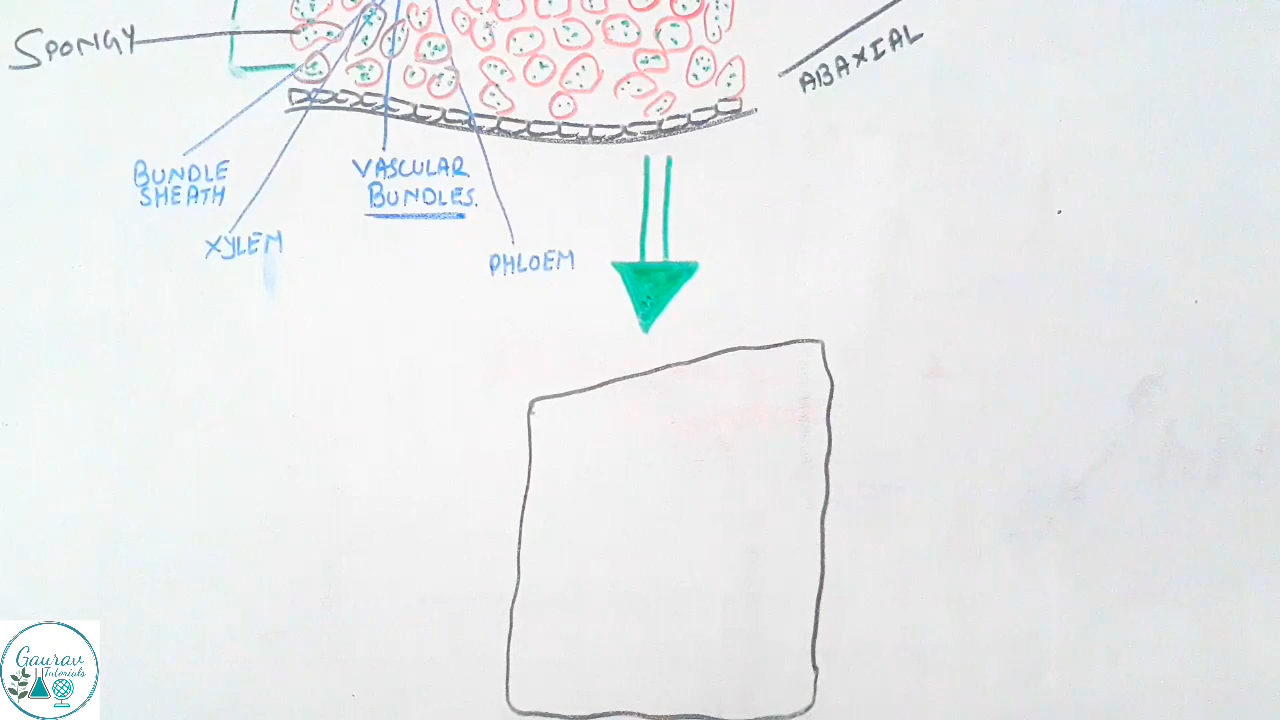 SPONGY
ABAXIAL
BUNDLE
SHEATH
VASCULAR
BUNDLES.
XYLEM
PHLOEM
Gaurav
Tutorials